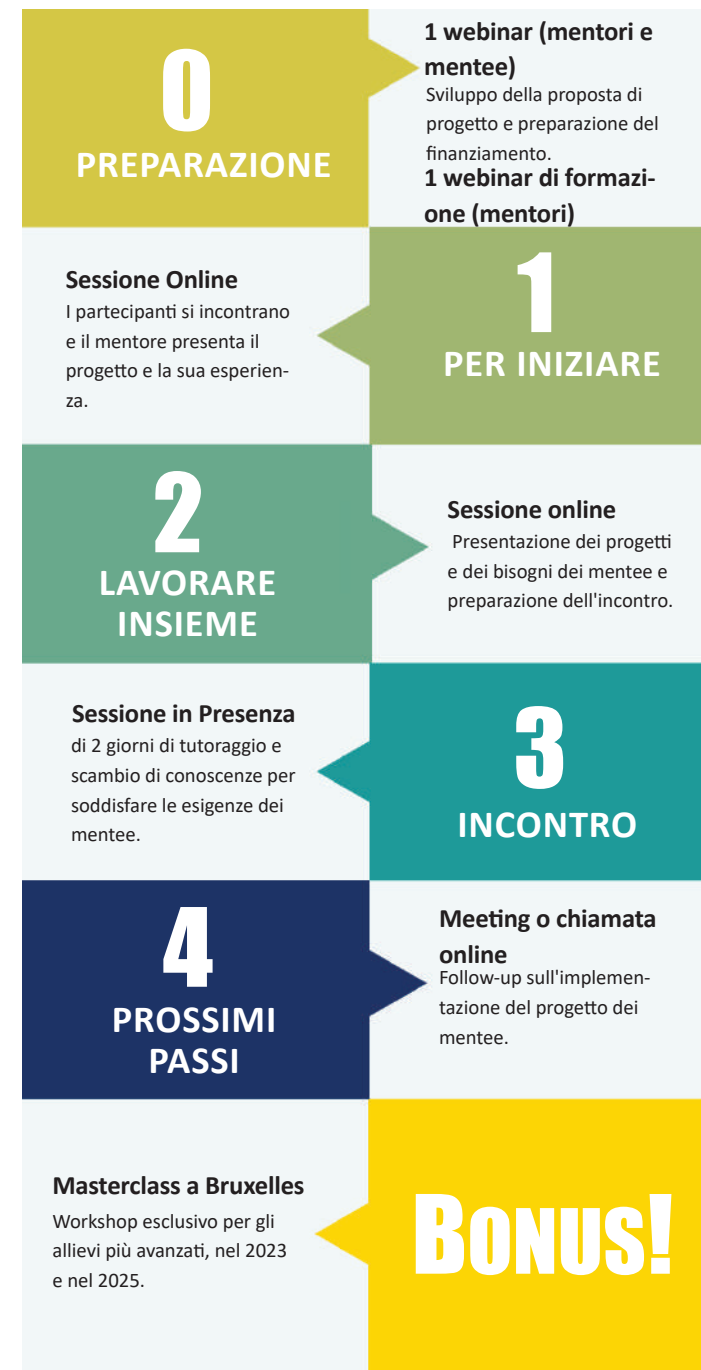 0
PREPARAZIONE
1 webinar (mentori e
mentee)
Sviluppo della proposta di
progetto e preparazione del
finanziamento.
1 webinar di formazi-
one (mentori)
Sessione Online
I partecipanti si incontrano
e il mentore presenta il
progetto e la sua esperien-
za.
1
PER INIZIARE
2
LAVORARE
INSIEME
Sessione online
Presentazione dei progetti
e dei bisogni dei mentee e
preparazione dell'incontro.
Sessione in Presenza
di 2 giorni di tutoraggio e
scambio di conoscenze per
soddisfare le esigenze dei
mentee.
3
INCONTRO
4
PROSSIMI
PASSI
Meeting o chiamata
online
Follow-up sull'implemen-
tazione del progetto dei
mentee.
Masterclass a Bruxelles
Workshop esclusivo per gli
allievi più avanzati, nel 2023
e nel 2025.
BONUS!